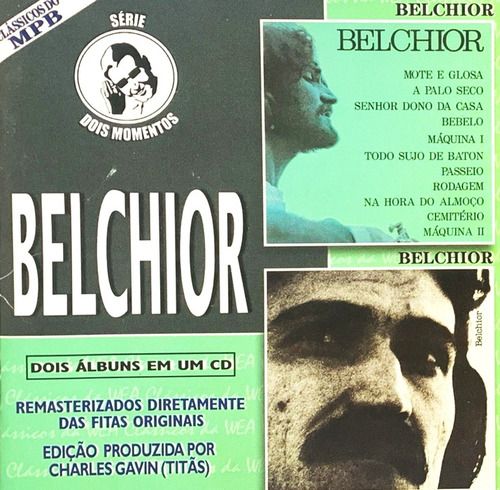 CLÁSSICOS DO
MPB
SÉRIE
DOIS MOMENTOS
BELCHIOR
DOIS ÁLBUNS EM UM CD
REMASTERIZADOS DIRETAMENTE
DAS FITAS ORIGINAIS
EDIÇÃO PRODUZIDA POR
CHARLES GAVIN (TITÃS)
BELCHIOR
BELCHIOR
MOTE E GLOSA
A PALO SECO
SENHOR DONO DA CASA
BEBELO
MÁQUINA I
TODO SUJO DE BATON
PASSEIO
RODAGEM
NA HORA DO ALMOÇO
CEMITÉRIO
MÁQUINA II
BELCHIOR
Belchior